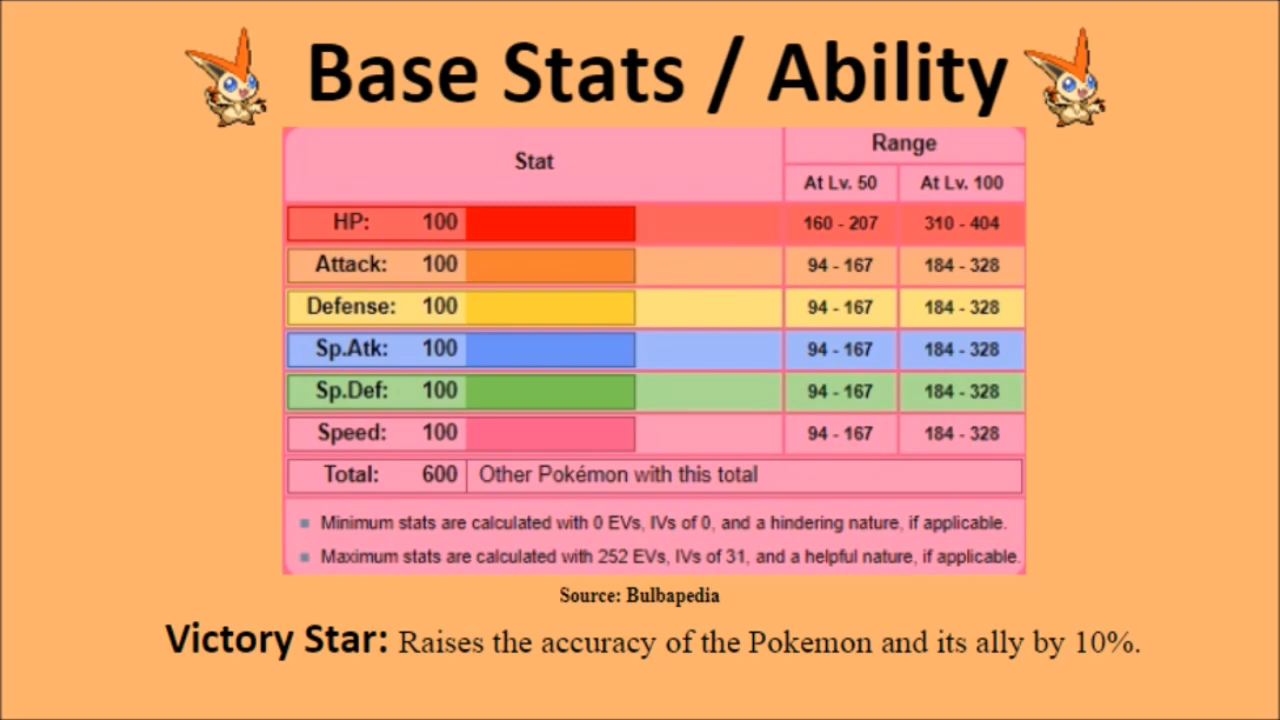 Base Stats / Ability
Stat
Range
At Lv. 50 At Lv. 100
HP: 100 160 - 207 310 - 404
Attack: 100 94 - 167 184 - 328
Defense: 100 94 - 167 184 - 328
Sp.Atk: 100 94 - 167 184 - 328
Sp.Def: 100 94 - 167 184 - 328
Speed: 100 94 - 167 184 - 328
Total: 600 Other Pokémon with this total
Minimum stats are calculated with 0 EVs, IVs of 0, and a hindering nature, if applicable.
Maximum stats are calculated with 252 EVs, IVs of 31, and a helpful nature, if applicable.
Source: Bulbapedia
Victory Star: Raises the accuracy of the Pokemon and its ally by 10%.